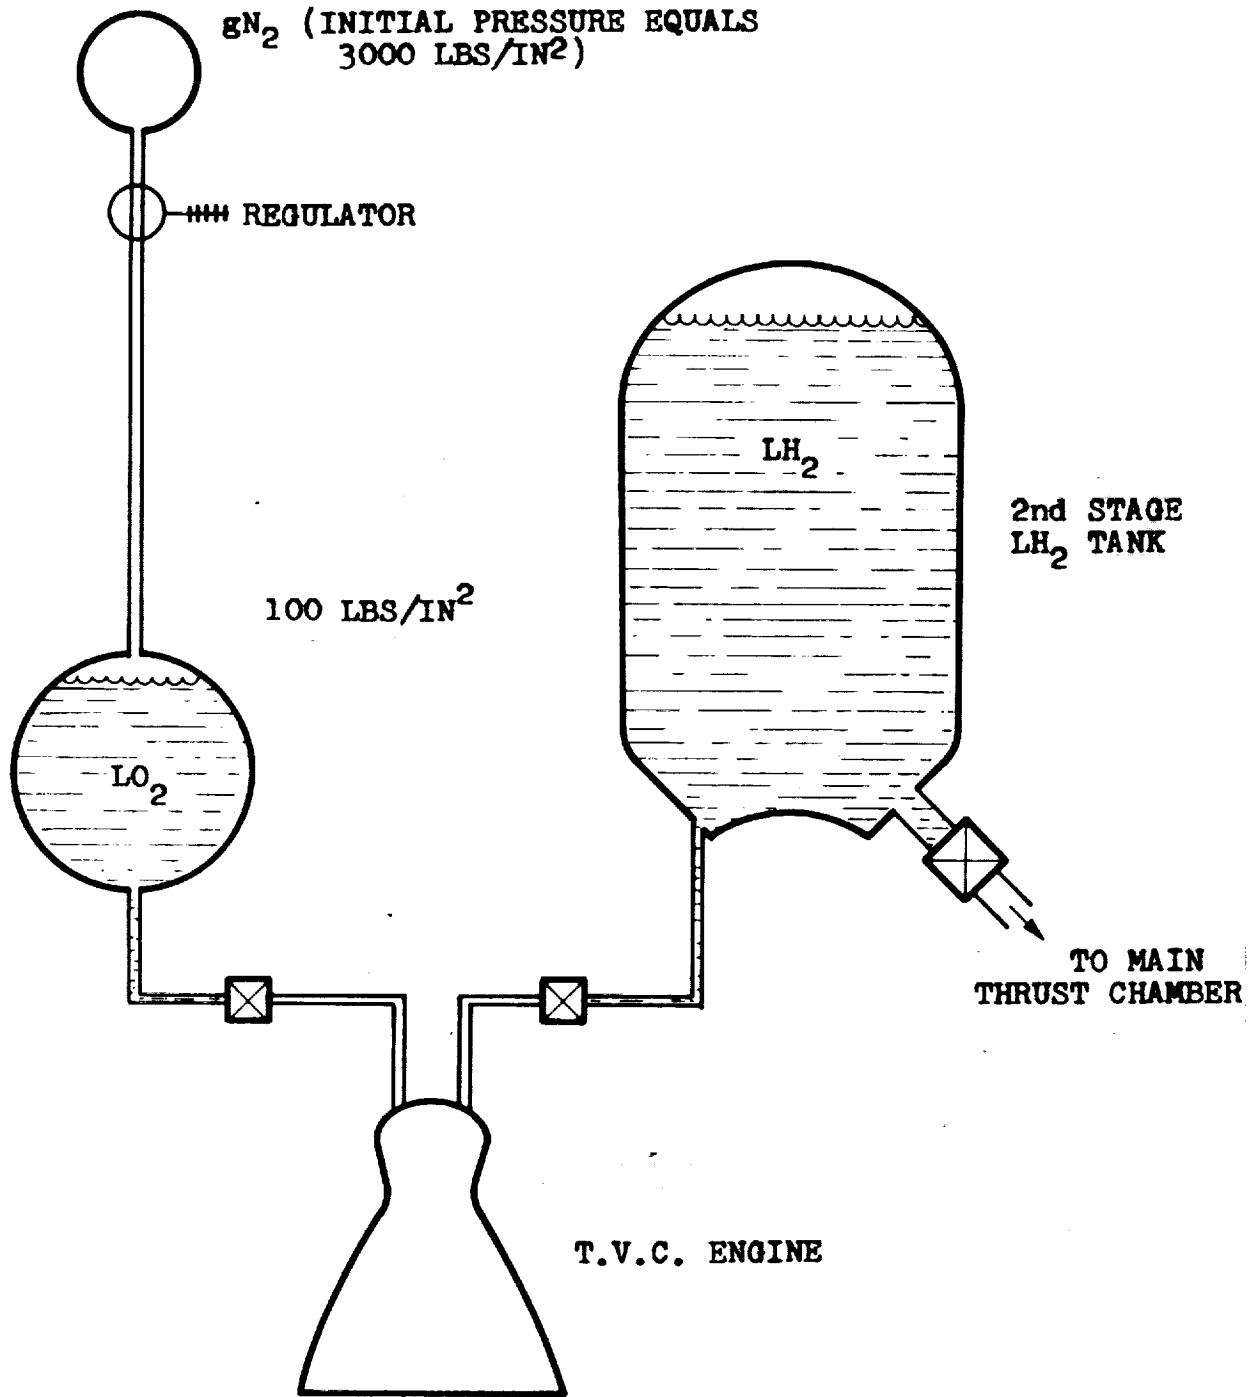 gN₂ (INITIAL PRESSURE EQUALS
3000 LBS/IN²)
REGULATOR
LH₂
2nd STAGE
LH₂ TANK
100 LBS/IN²
LO₂
TO MAIN
THRUST CHAMBER
T.V.C. ENGINE